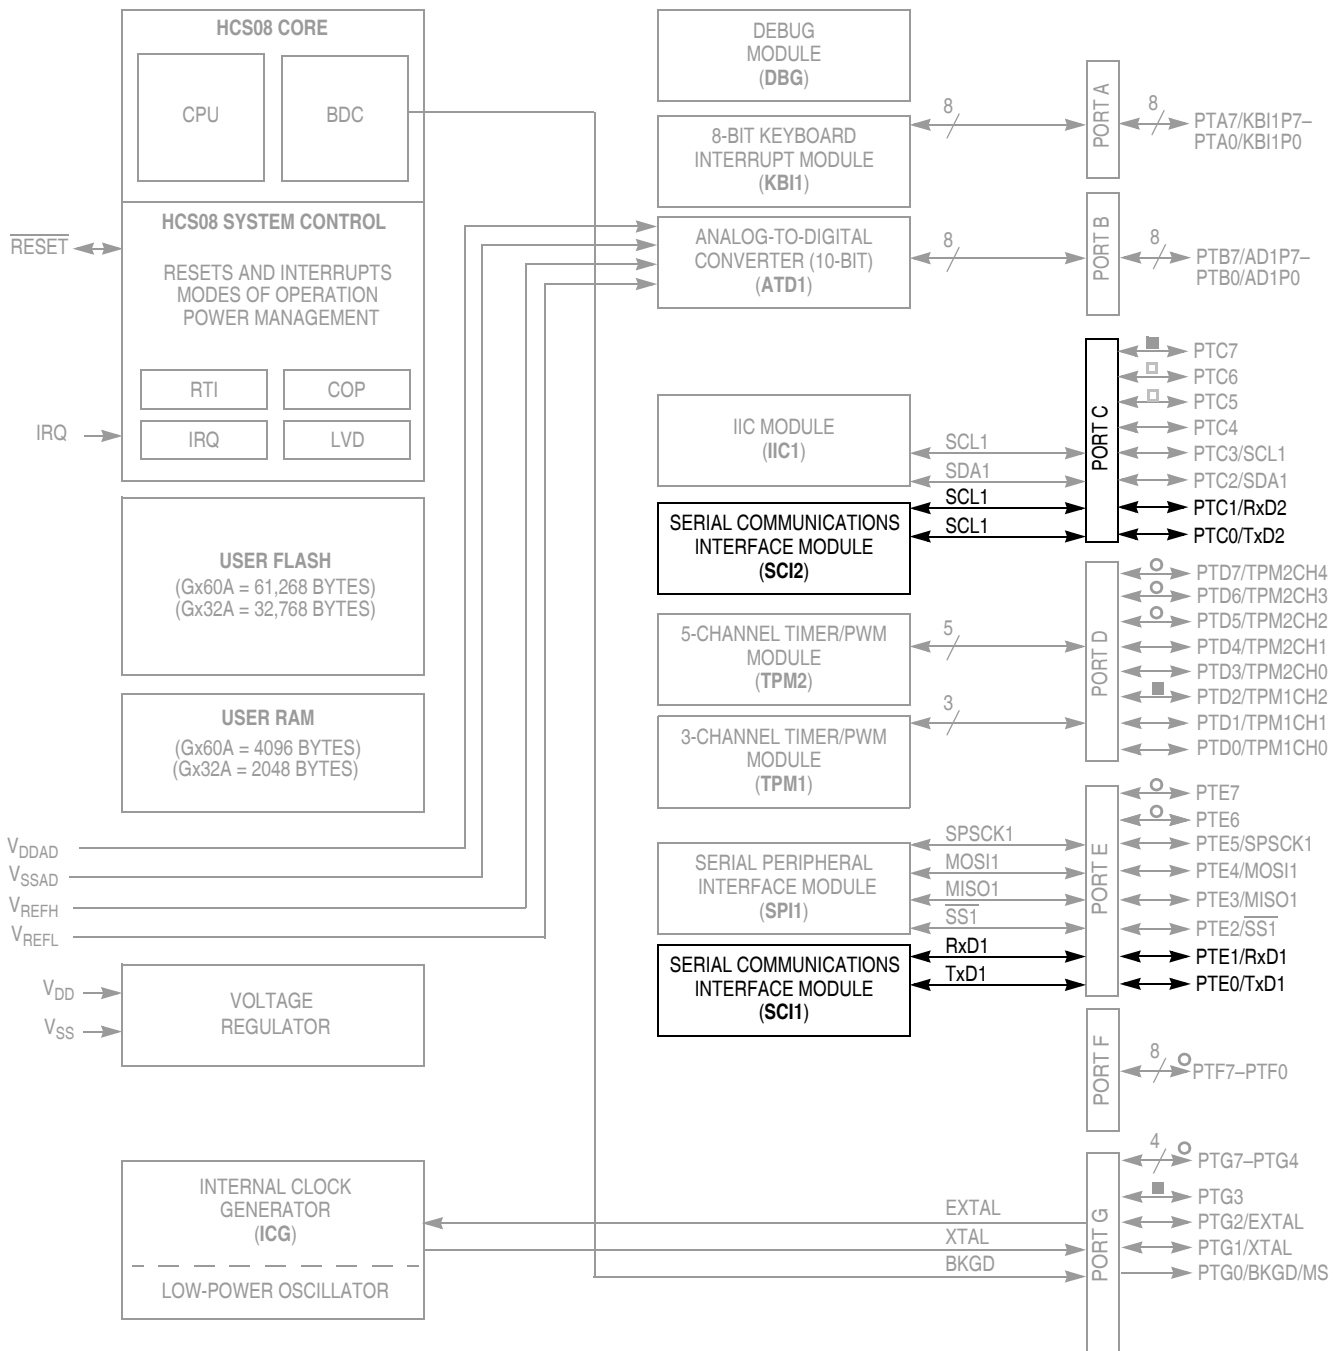 HCS08 CORE
CPU
BDC
HCS08 SYSTEM CONTROL
RESET
RESETS AND INTERRUPTS
MODES OF OPERATION
POWER MANAGEMENT
RTI
COP
IRQ
IRQ
LVD
USER FLASH
(Gx60A = 61,268 BYTES)
(Gx32A = 32,768 BYTES)
USER RAM
(Gx60A = 4096 BYTES)
(Gx32A = 2048 BYTES)
VDDAD
VSSAD
VREFH
VREFL
VDD
VSS
VOLTAGE
REGULATOR
INTERNAL CLOCK
GENERATOR
(ICG)
LOW-POWER OSCILLATOR
DEBUG
MODULE
(DBG)
8-BIT KEYBOARD
INTERRUPT MODULE
(KBI1)
8
ANALOG-TO-DIGITAL
CONVERTER (10-BIT)
(ATD1)
8
IIC MODULE
(IIC1)
SCL1
SDA1
SERIAL COMMUNICATIONS
INTERFACE MODULE
(SCI2)
SCL1
SCL1
5-CHANNEL TIMER/PWM
MODULE
(TPM2)
5
3-CHANNEL TIMER/PWM
MODULE
(TPM1)
3
SERIAL PERIPHERAL
INTERFACE MODULE
(SPI1)
SPSCK1
MOSI1
MISO1
SS1
SERIAL COMMUNICATIONS
INTERFACE MODULE
(SCI1)
RxD1
TxD1
EXTAL
XTAL
BKGD
PORT A
8
PTA7/KBI1P7–
PTA0/KBI1P0
PORT B
8
PTB7/AD1P7–
PTB0/AD1P0
PORT C
PTC7
PTC6
PTC5
PTC4
PTC3/SCL1
PTC2/SDA1
PTC1/RxD2
PTC0/TxD2
PORT D
PTD7/TPM2CH4
PTD6/TPM2CH3
PTD5/TPM2CH2
PTD4/TPM2CH1
PTD3/TPM2CH0
PTD2/TPM1CH2
PTD1/TPM1CH1
PTD0/TPM1CH0
PORT E
PTE7
PTE6
PTE5/SPSCK1
PTE4/MOSI1
PTE3/MISO1
PTE2/SS1
PTE1/RxD1
PTE0/TxD1
PORT F
8
PTF7–PTF0
PORT G
4
PTG7–PTG4
PTG3
PTG2/EXTAL
PTG1/XTAL
PTG0/BKGD/MS